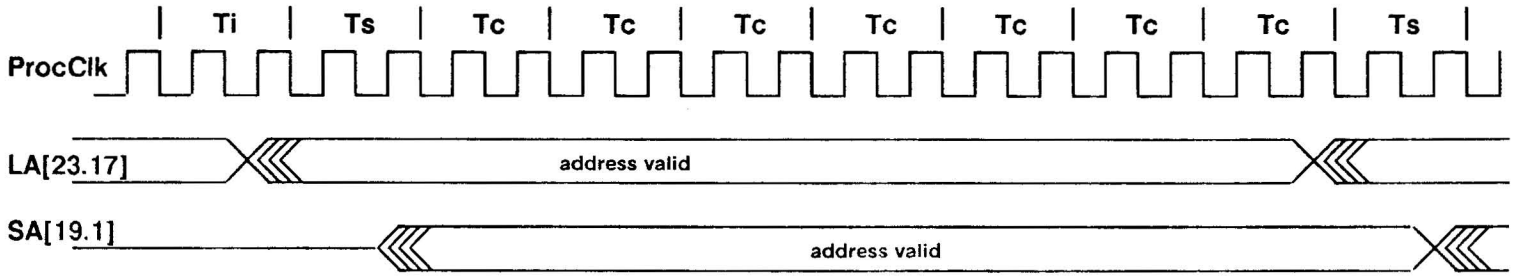 Ti Ts Tc Tc Tc Tc Tc Tc Tc Ts
ProcClk
LA[23.17] address valid
SA[19.1] address valid